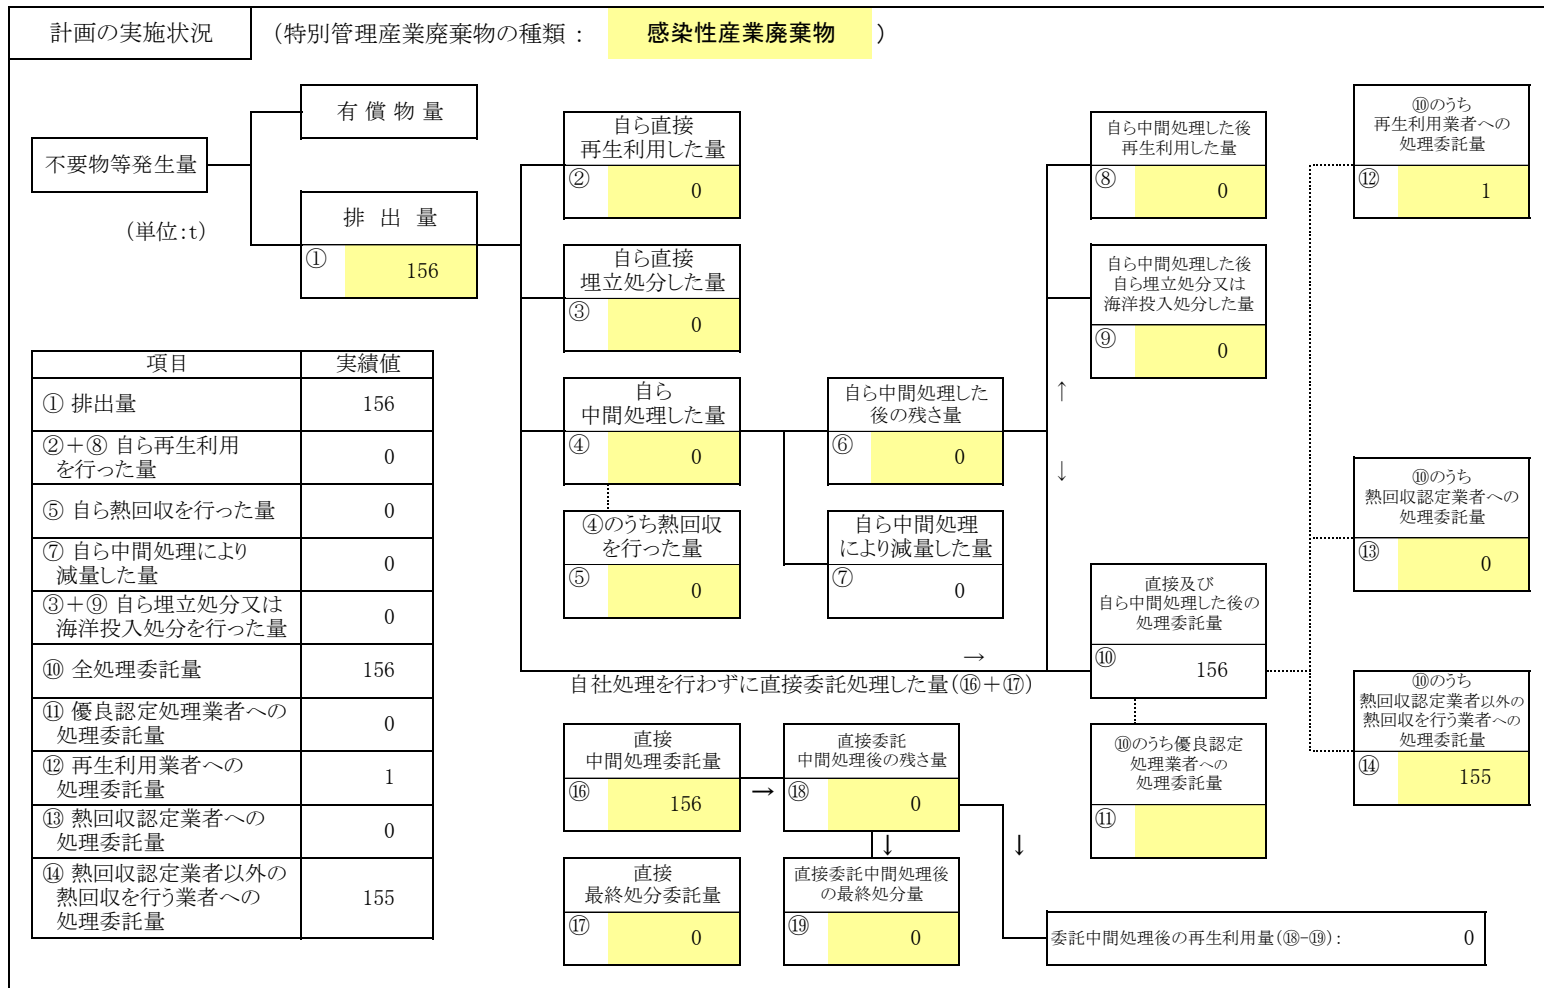 計画の実施状況
(特別管理産業廃棄物の種類：
感染性産業廃棄物
)
有 償 物 量
不要物等発生量
(単位:t)
排 出 量
①
156
自ら直接
再生利用した量
②
0
自ら直接
埋立処分した量
③
0
自ら
中間処理した量
④
0
④のうち熱回収
を行った量
⑤
0
自ら中間処理した
後の残さ量
⑥
0
自ら中間処理
により減量した量
⑦
0
自ら中間処理した後
再生利用した量
⑧
0
自ら中間処理した後
自ら埋立処分又は
海洋投入処分した量
⑨
0
↑
↓
直接及び
自ら中間処理した後の
処理委託量
⑩
156
→
自社処理を行わずに直接委託処理した量(⑯＋⑰)
⑩のうち優良認定
処理業者への
処理委託量
⑪
⑩のうち
再生利用業者への
処理委託量
⑫
1
⑩のうち
熱回収認定業者への
処理委託量
⑬
0
⑩のうち
熱回収認定業者以外の
熱回収を行う業者への
処理委託量
⑭
155
直接
中間処理委託量
⑯
156
→
直接委託
中間処理後の残さ量
⑱
0
↓
↓
直接
最終処分委託量
⑰
0
直接委託中間処理後
の最終処分量
⑲
0
委託中間処理後の再生利用量(⑱-⑲)：
0
項目 実績値
① 排出量 156
②＋⑧ 自ら再生利用
を行った量 0
⑤ 自ら熱回収を行った量 0
⑦ 自ら中間処理により
減量した量 0
③＋⑨ 自ら埋立処分又は
海洋投入処分を行った量 0
⑩ 全処理委託量 156
⑪ 優良認定処理業者への
処理委託量 0
⑫ 再生利用業者への
処理委託量 1
⑬ 熱回収認定業者への
処理委託量 0
⑭ 熱回収認定業者以外の
熱回収を行う業者への
処理委託量 155